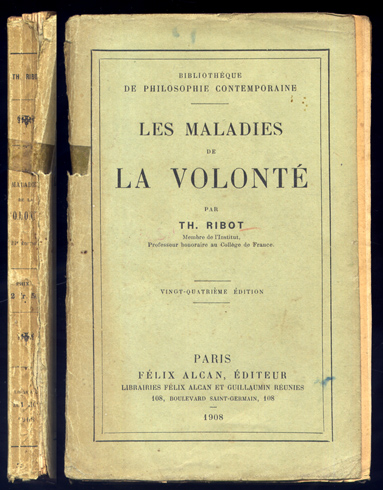 TH. RIBO
MALADIE
BIBLIOTHÈQUE
DE PHILOSOPHIE CONTEMPORAINE
LES MALADIES
DE
LA VOLONTÉ
PAR
TH. RIBOT
Membre de l'Institut,
Professeur honoraire au Collège de France.
VINGT-QUATRIÈME ÉDITION
PARIS
FÉLIX ALCAN, ÉDITEUR
LIBRAIRIES FÉLIX ALCAN ET GUILLAUMIN RÉUNIES
108, BOULEVARD SAINT-GERMAIN, 108
1908